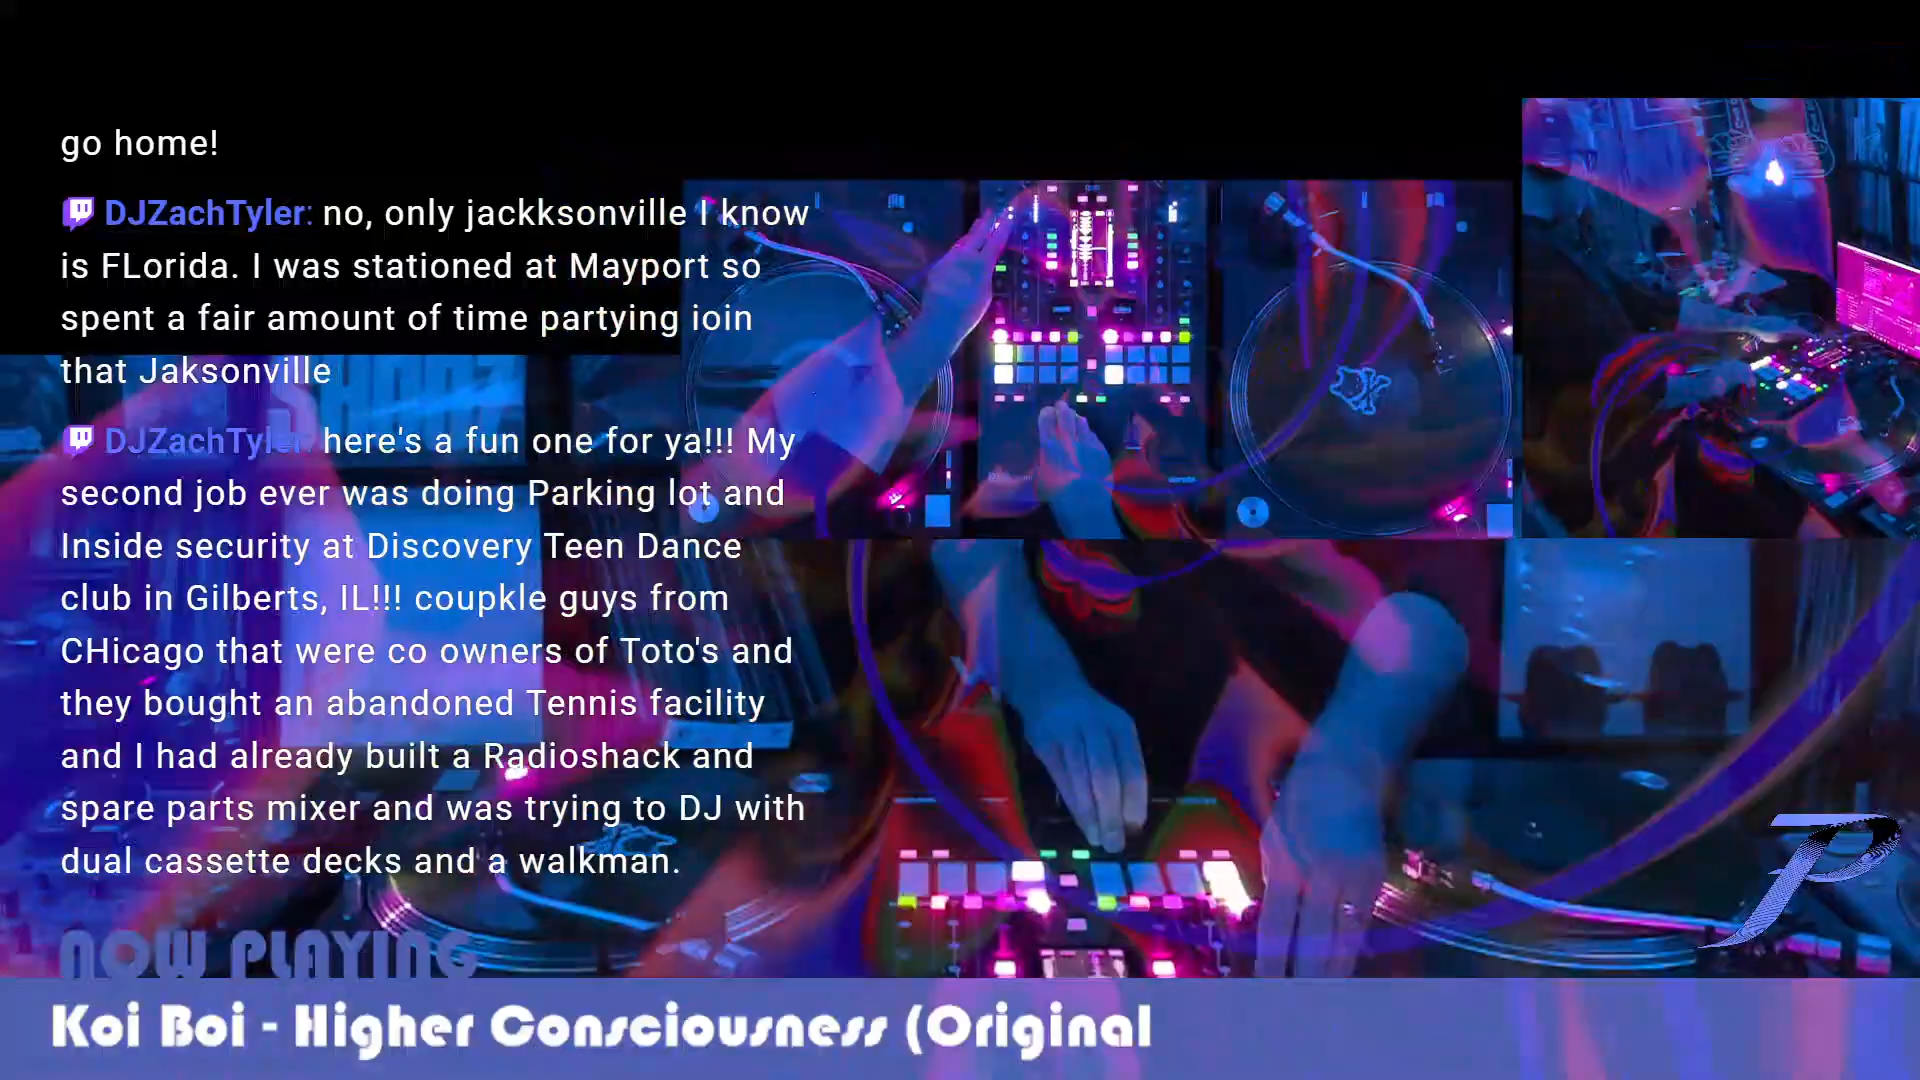 go home!
DJZachTyler: no, only jackksonville I know
is FLorida. I was stationed at Mayport so
spent a fair amount of time partying ioin
that Jaksonville
DJZachTyler: here's a fun one for ya!!! My
second job ever was doing Parking lot and
Inside security at Discovery Teen Dance
club in Gilberts, IL!!! coupkle guys from
CHicago that were co owners of Toto's and
they bought an abandoned Tennis facility
and I had already built a Radioshack and
spare parts mixer and was trying to DJ with
dual cassette decks and a walkman.
NOW PLAYING
Koi Boi - Higher Consciousness (Original